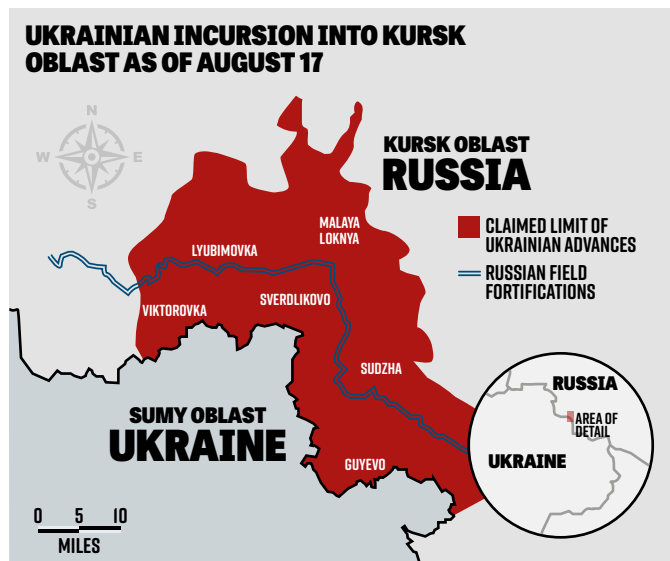 UKRAINIAN INCURSION INTO KURSK
OBLAST AS OF AUGUST 17
N
W E
S
KURSK OBLAST
RUSSIA
MALAYA
LOKNYA
CLAIMED LIMIT OF
UKRAINIAN ADVANCES
LYUBIMOVKA
RUSSIAN FIELD
FORTIFICATIONS
VIKTOROVKA
SVERDLIKOVO
SUDZHA
SUMY OBLAST
UKRAINE
GUYEVO
RUSSIA
AREA OF
DETAIL
UKRAINE
0 5 10
MILES